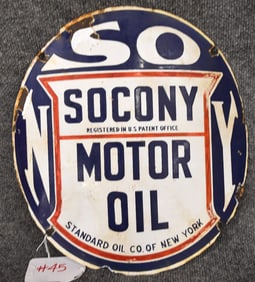 SO
N Y
SOCONY
REGISTERED IN U.S. PATENT OFFICE
MOTOR
OIL
STANDARD OIL CO. OF NEW YORK
#45